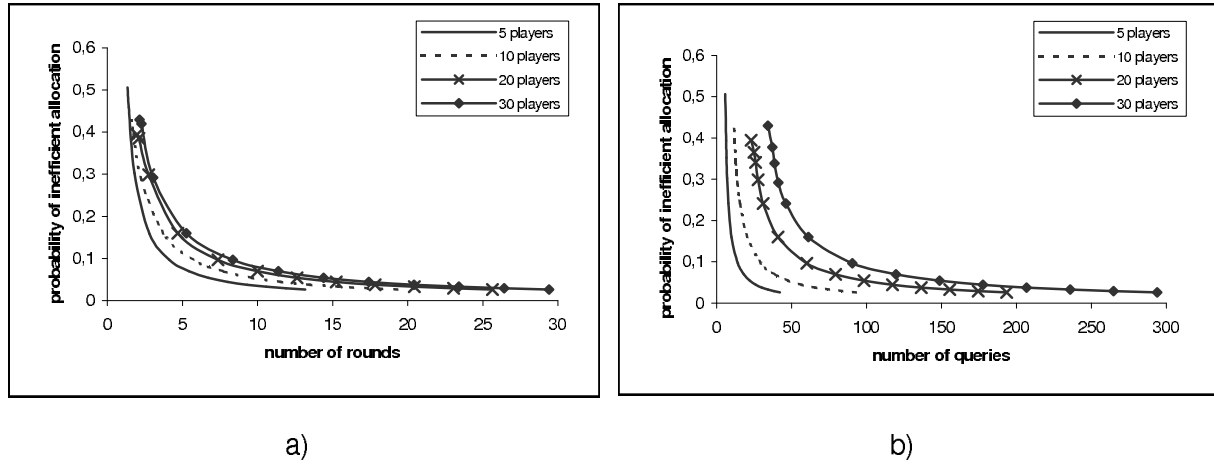 5 players
10 players
20 players
30 players
probability of inefficient allocation
0,6
0,5
0,4
0,3
0,2
0,1
0
0 5 10 15 20 25 30
number of rounds
a)
5 players
10 players
20 players
30 players
probability of inefficient allocation
0,6
0,5
0,4
0,3
0,2
0,1
0
0 50 100 150 200 250 300
number of queries
b)